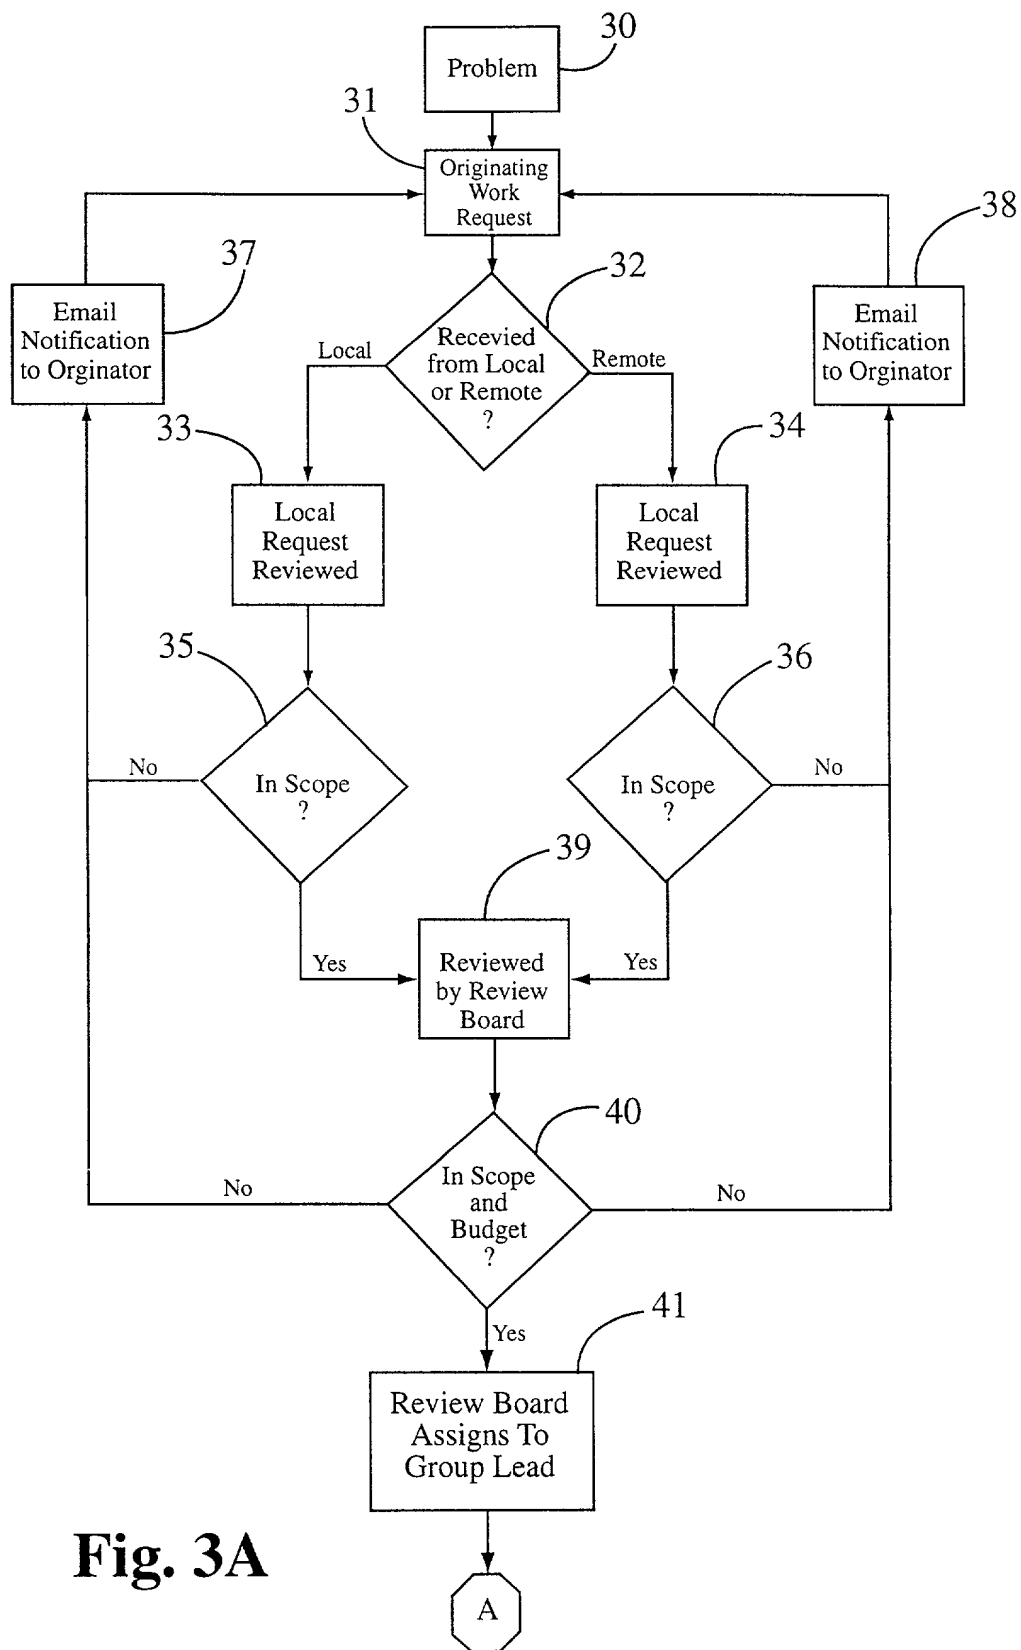 30
Problem
31
Originating
Work
Request
38
37
32
Email
Notification
to Orginator
Recevied
from Local
or Remote
?
Email
Notification
to Orginator
Local
Remote
33
34
Local
Request
Reviewed
Local
Request
Reviewed
35
36
No
In Scope
?
In Scope
?
No
39
Yes
Reviewed
by Review
Board
Yes
40
In Scope
and
Budget
?
No
No
41
Yes
Review Board
Assigns To
Group Lead
Fig. 3A
A